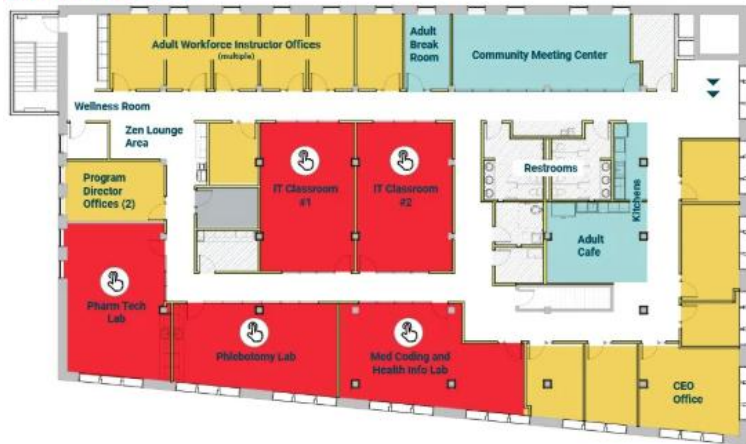 Adult Workforce Instructor Offices
(multiple)
Adult
Break
Room
Community Meeting Center
Wellness Room
Zen Lounge
Area
Program
Director
Offices (2)
IT Classroom
#1
IT Classroom
#2
Restrooms
Kitchens
Adult
Cafe
Pharm Tech
Lab
Phlebotomy Lab
Med Coding and
Health Info Lab
CEO
Office